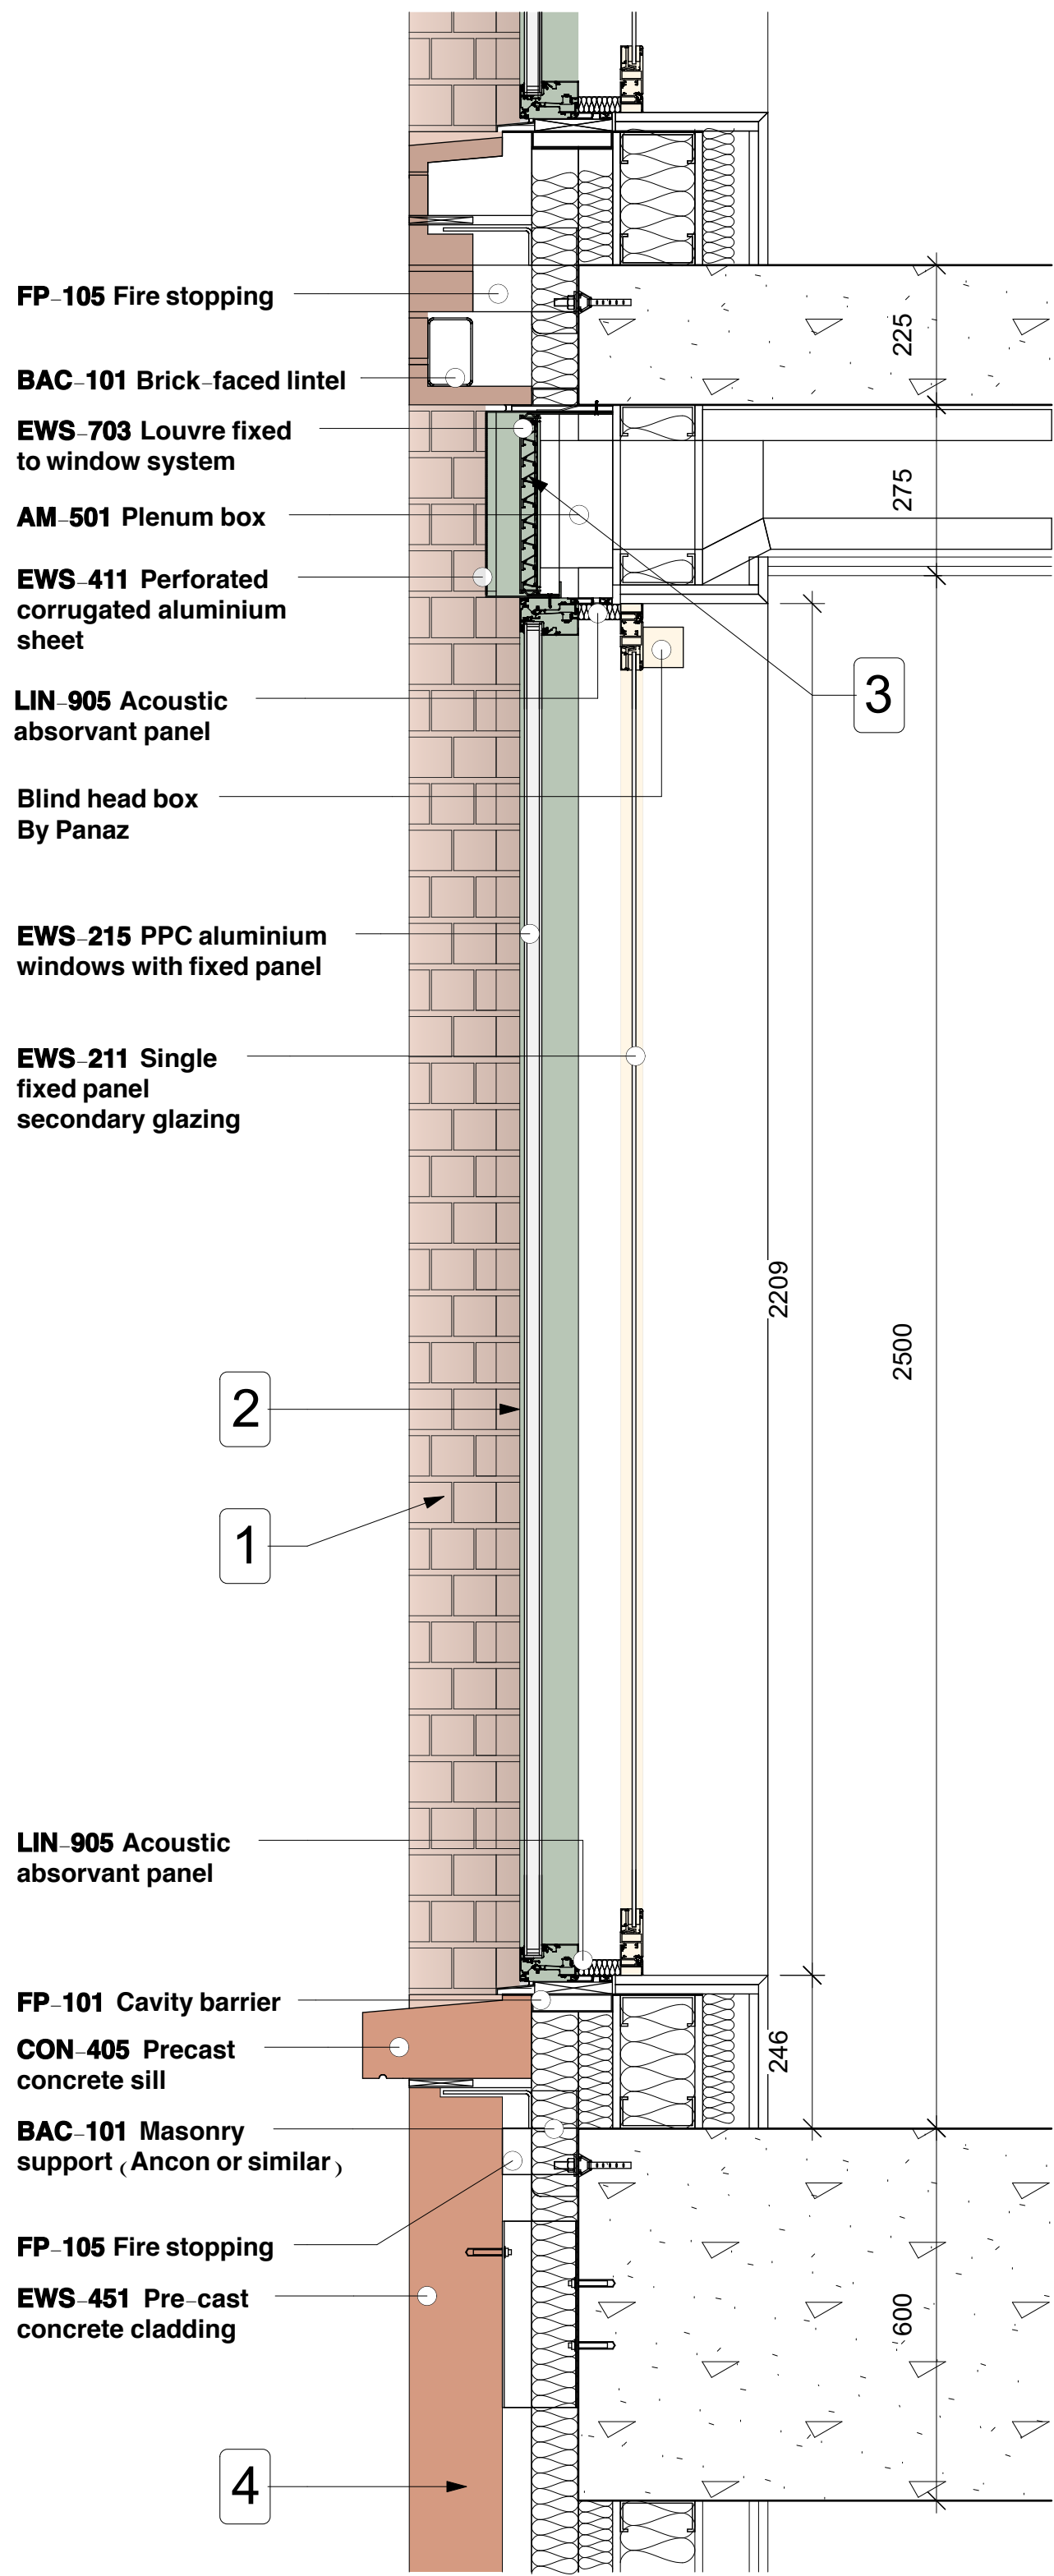 FP-105 Fire stopping
BAC-101 Brick-faced lintel
EWS-703 Louvre fixed
to window system
AM-501 Plenum box
EWS-411 Perforated
corrugated aluminium
sheet
LIN-905 Acoustic
absorvant panel
Blind head box
By Panaz
EWS-215 PPC aluminium
windows with fixed panel
EWS-211 Single
fixed panel
secondary glazing
2
1
LIN-905 Acoustic
absorvant panel
FP-101 Cavity barrier
CON-405 Precast
concrete sill
BAC-101 Masonry
support (Ancon or similar)
FP-105 Fire stopping
EWS-451 Pre-cast
concrete cladding
4
3
225
275
2209
2500
246
600